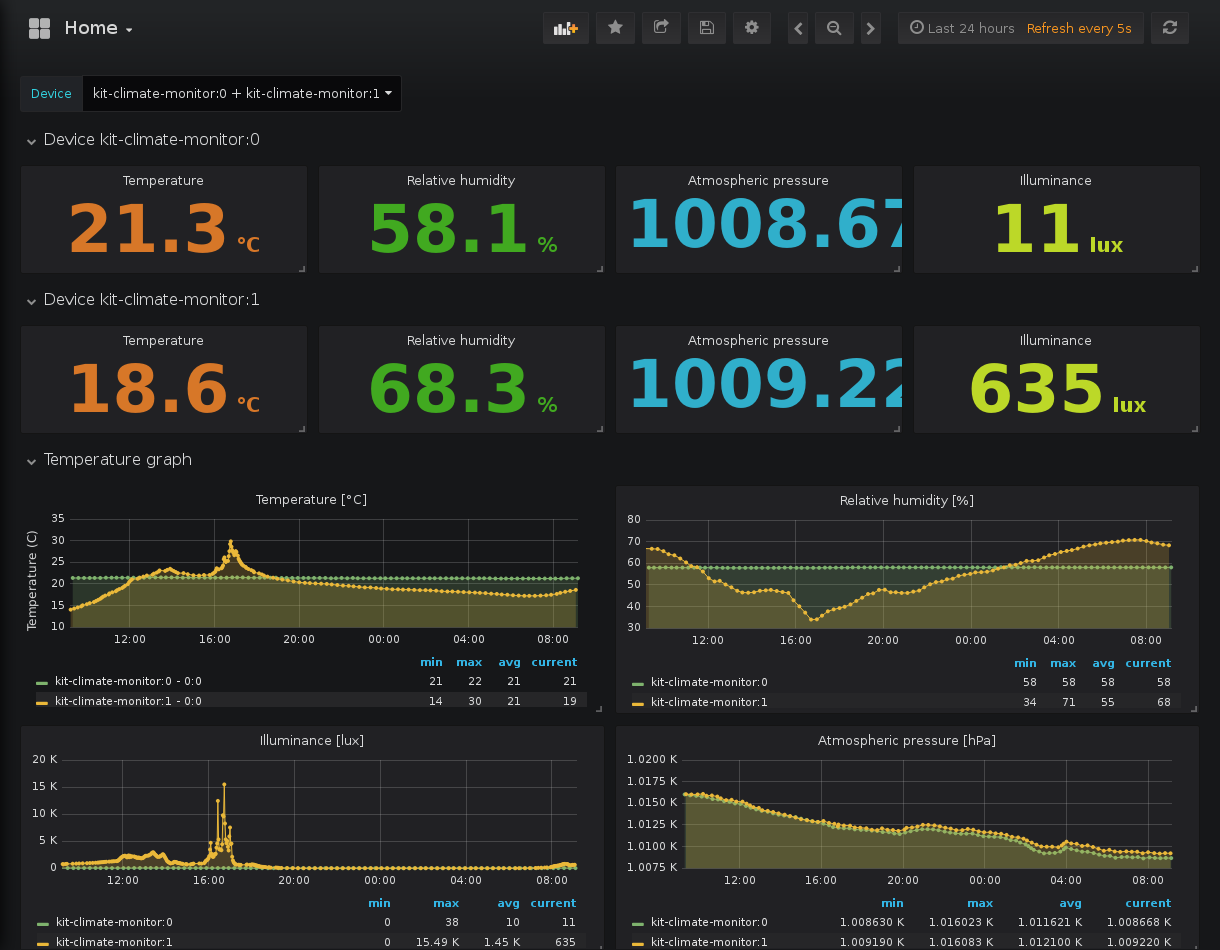 Home
Last 24 hours Refresh every 5s
Device kit-climate-monitor:0 + kit-climate-monitor:1
Device kit-climate-monitor:0
Temperature Relative humidity Atmospheric pressure Illuminance
21.3 °C 58.1 % 1008.67 11 lux
Device kit-climate-monitor:1
Temperature Relative humidity Atmospheric pressure Illuminance
18.6 °C 68.3 % 1009.22 635 lux
Temperature graph
Temperature [°C]
Temperature (C)
35
30
25
20
15
10
12:00 16:00 20:00 00:00 04:00 08:00
min max avg current
kit-climate-monitor:0 - 0:0 21 22 21 21
kit-climate-monitor:1 - 0:0 14 30 21 19
Relative humidity [%]
80
70
60
50
40
30
12:00 16:00 20:00 00:00 04:00 08:00
min max avg current
kit-climate-monitor:0 58 58 58 58
kit-climate-monitor:1 34 71 55 68
Illuminance [lux]
20 K
15 K
10 K
5 K
0
12:00 16:00 20:00 00:00 04:00 08:00
min max avg current
kit-climate-monitor:0 0 38 10 11
kit-climate-monitor:1 0 15.49 K 1.45 K 635
Atmospheric pressure [hPa]
1.0200 K
1.0175 K
1.0150 K
1.0125 K
1.0100 K
1.0075 K
12:00 16:00 20:00 00:00 04:00 08:00
min max avg current
kit-climate-monitor:0 1.008630 K 1.016023 K 1.011621 K 1.008668 K
kit-climate-monitor:1 1.009190 K 1.016083 K 1.012100 K 1.009220 K